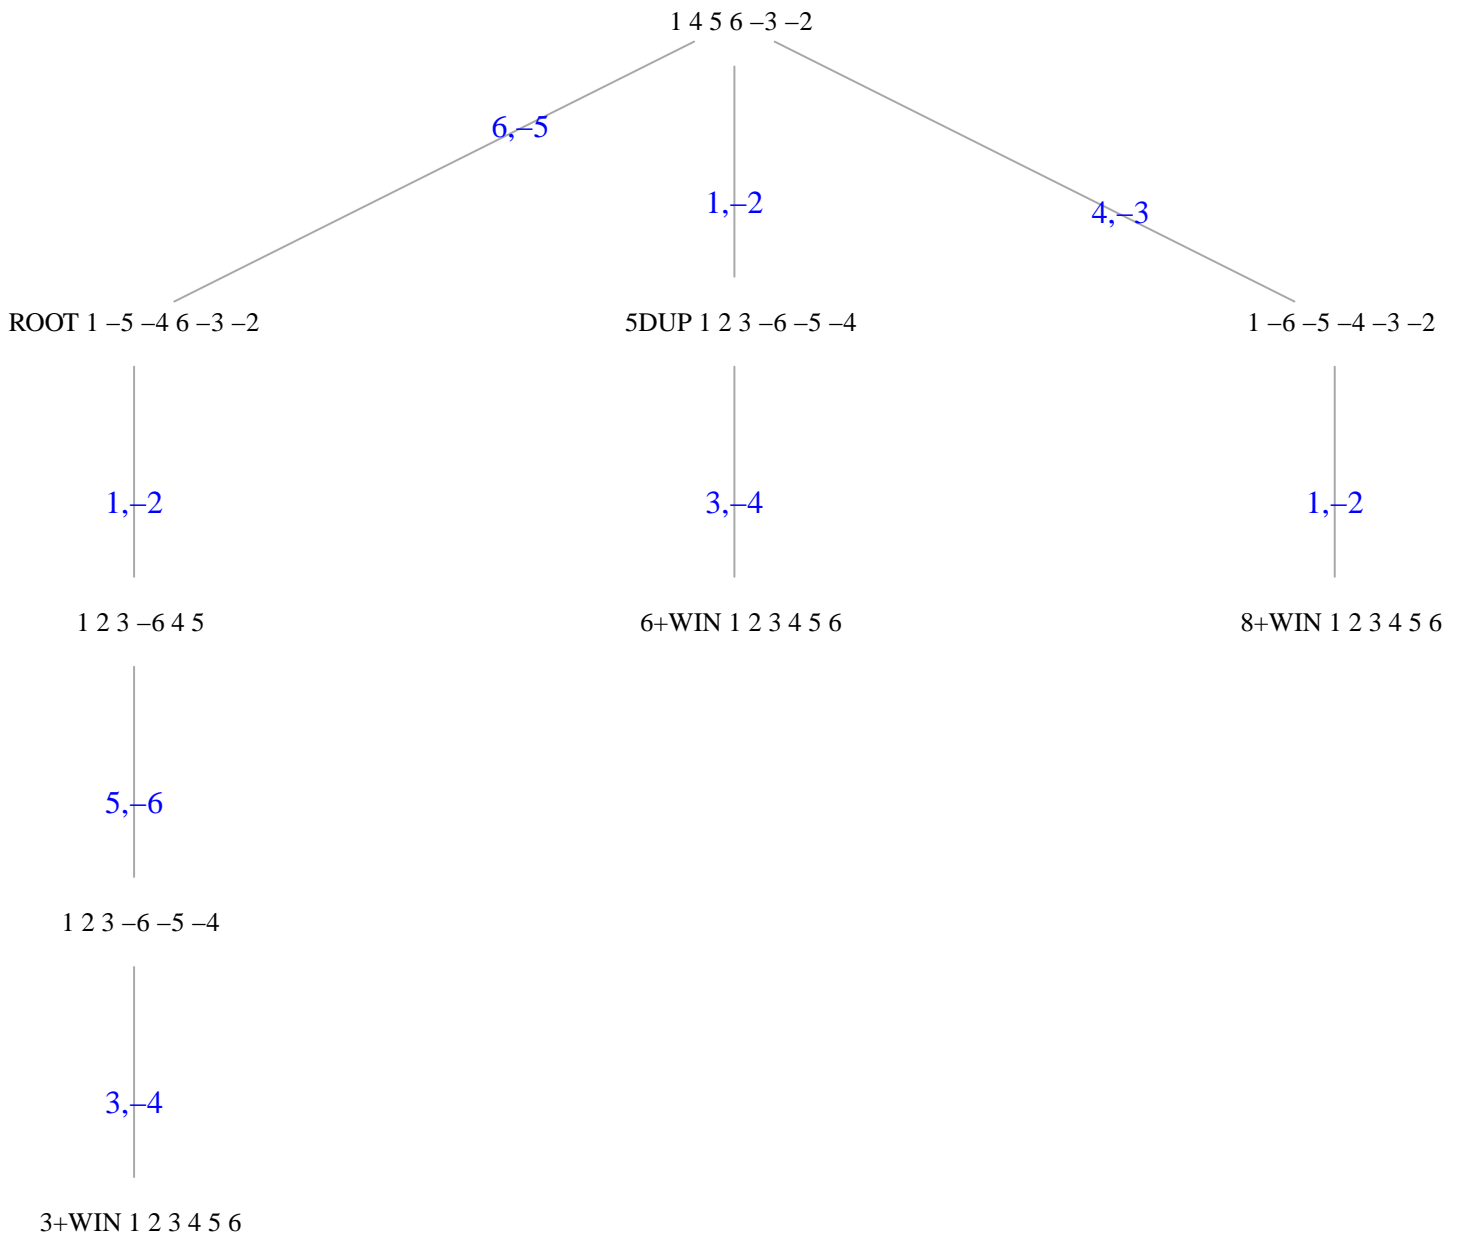 1 4 5 6 –3 –2
6,–5
1,–2
4,–3
ROOT 1 –5 –4 6 –3 –2
5DUP 1 2 3 –6 –5 –4
1 –6 –5 –4 –3 –2
1,–2
3,–4
1,–2
1 2 3 –6 4 5
6+WIN 1 2 3 4 5 6
8+WIN 1 2 3 4 5 6
5,–6
1 2 3 –6 –5 –4
3,–4
3+WIN 1 2 3 4 5 6